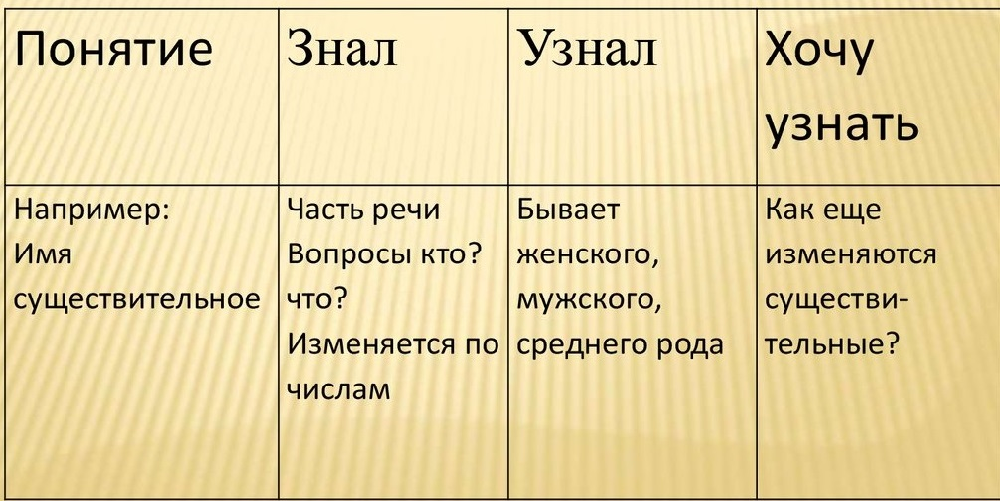 Понятие
Знал
Узнал
Хочу
узнать
Например:
Имя
существительное
Часть речи
Вопросы кто?
что?
Изменяется по
числам
Бывает
женского,
мужского,
среднего рода
Как еще
изменяются
существи-
тельные?